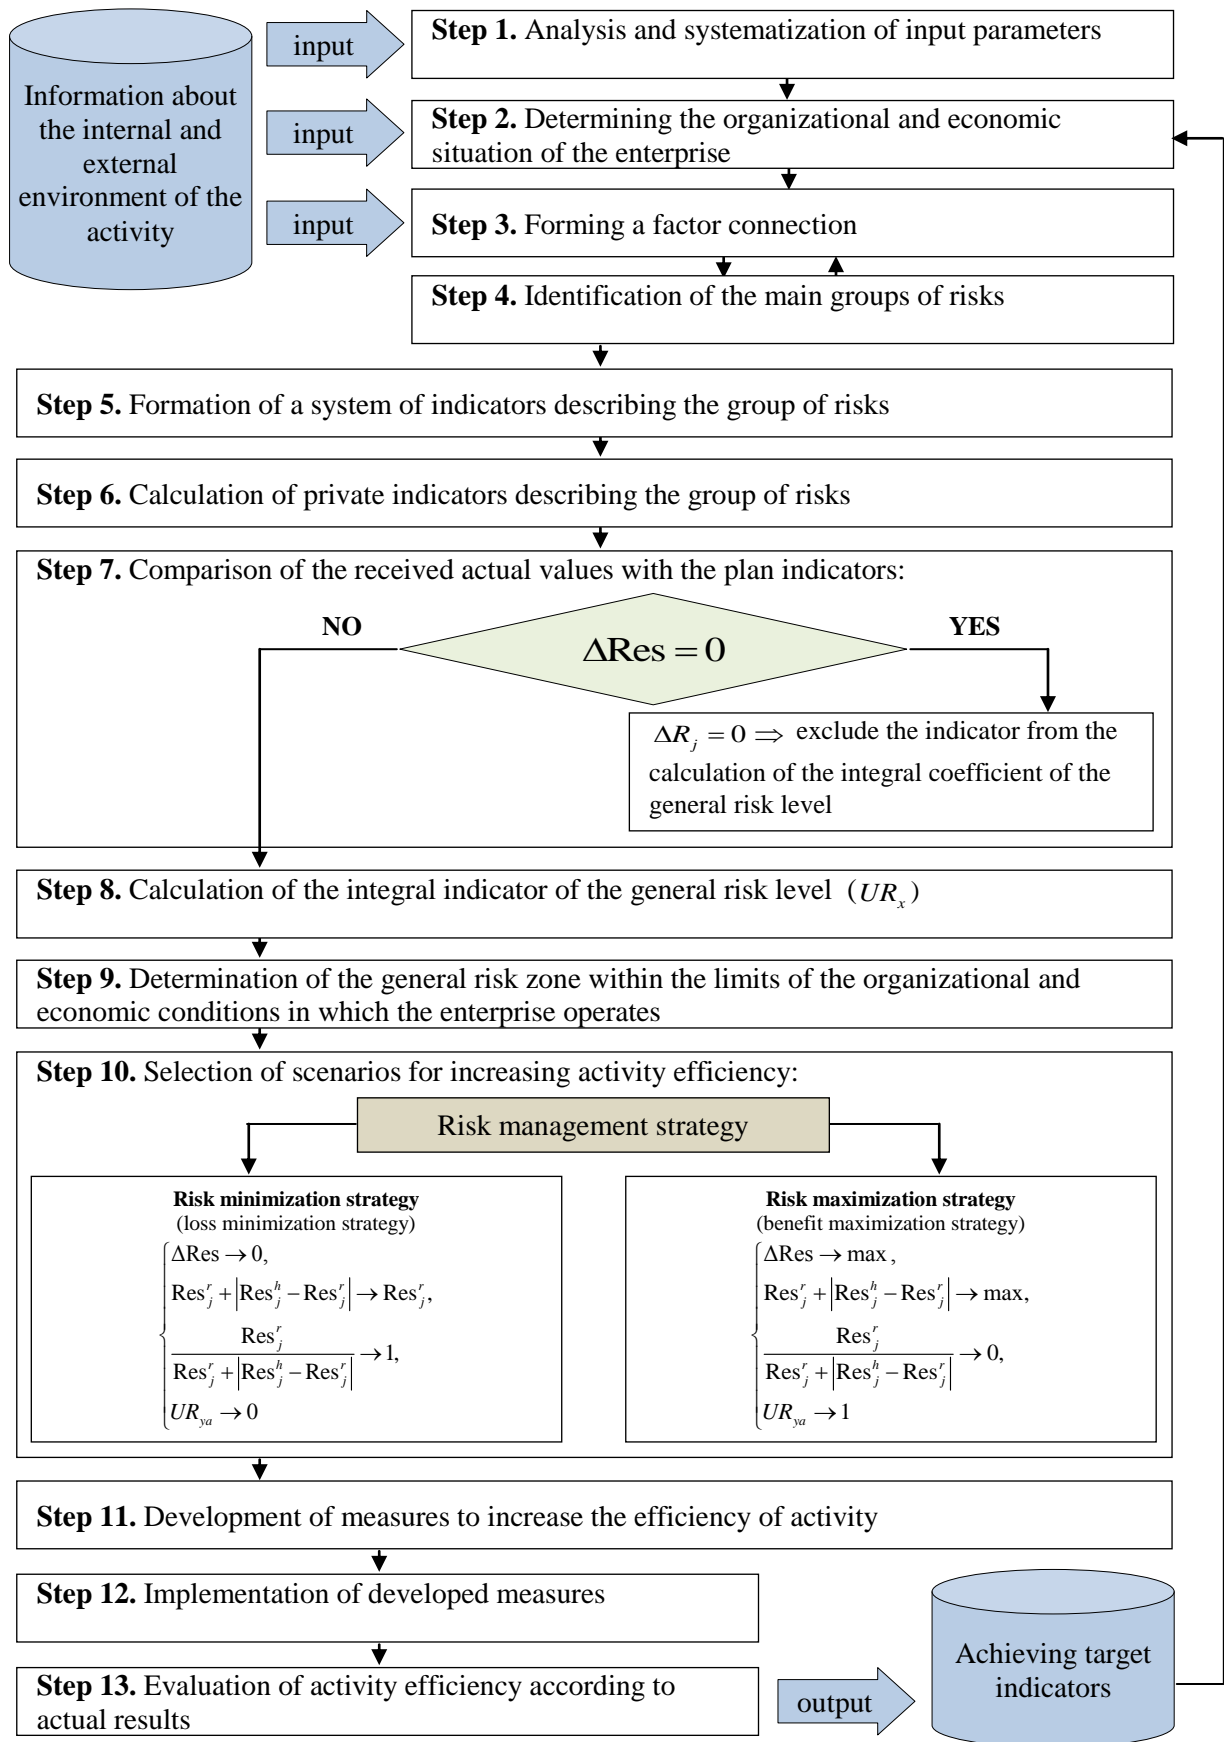 Information about
the internal and
external
environment of the
activity
input
input
input
Step 1. Analysis and systematization of input parameters
Step 2. Determining the organizational and economic
situation of the enterprise
Step 3. Forming a factor connection
Step 4. Identification of the main groups of risks
Step 5. Formation of a system of indicators describing the group of risks
Step 6. Calculation of private indicators describing the group of risks
Step 7. Comparison of the received actual values with the plan indicators:
NO
ΔRes = 0
YES
ΔR_j = 0 ⇒ exclude the indicator from the
calculation of the integral coefficient of the
general risk level
Step 8. Calculation of the integral indicator of the general risk level (UR_x)
Step 9. Determination of the general risk zone within the limits of the organizational and
economic conditions in which the enterprise operates
Step 10. Selection of scenarios for increasing activity efficiency:
Risk management strategy
Risk minimization strategy
(loss minimization strategy)
ΔRes → 0,
Res_j^r + |Res_j^h − Res_j^r| → Res_j^r,
Res_j^r
Res_j^r + |Res_j^h − Res_j^r| → 1,
UR_ya → 0
Risk maximization strategy
(benefit maximization strategy)
ΔRes → max,
Res_j^r + |Res_j^h − Res_j^r| → max,
Res_j^r
Res_j^r + |Res_j^h − Res_j^r| → 0,
UR_ya → 1
Step 11. Development of measures to increase the efficiency of activity
Step 12. Implementation of developed measures
Step 13. Evaluation of activity efficiency according to
actual results
output
Achieving target
indicators